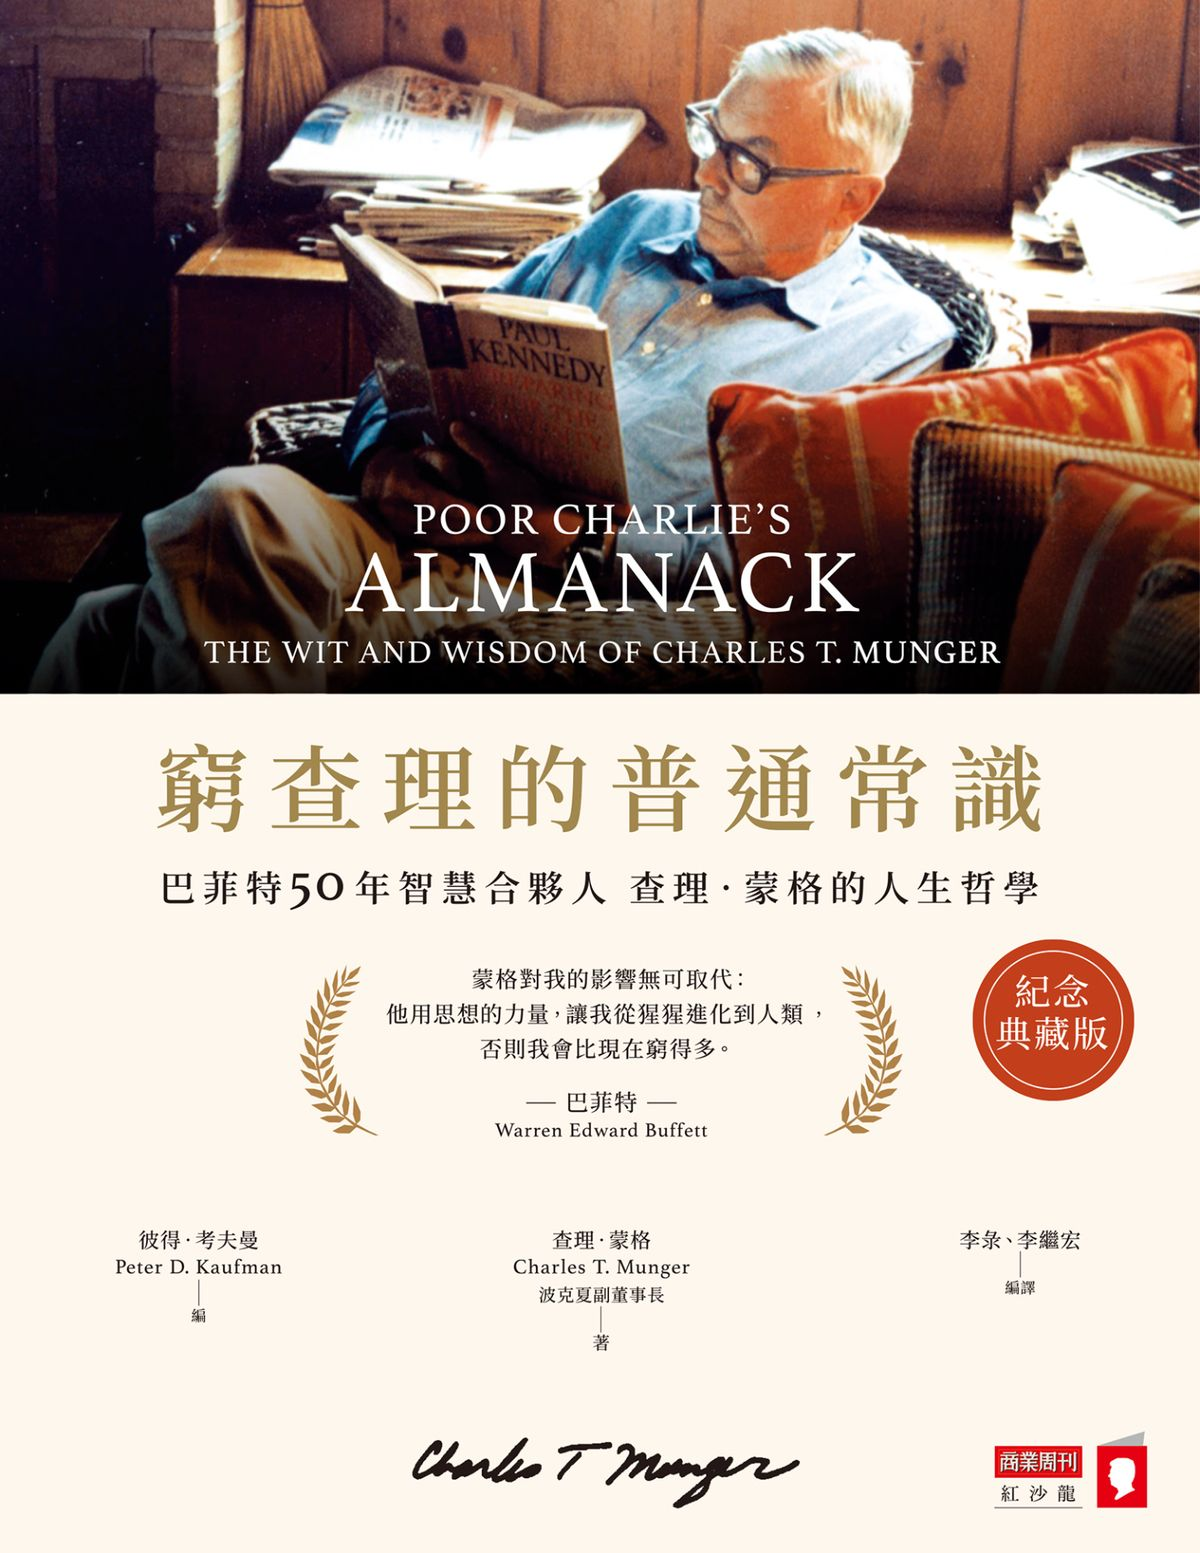 PAUL
KENNEDY
POOR CHARLIE’S
ALMANACK
THE WIT AND WISDOM OF CHARLES T. MUNGER
窮查理的普通常識
巴菲特50年智慧合夥人 查理·蒙格的人生哲學
蒙格對我的影響無可取代：
他用思想的力量，讓我從猩猩進化到人類，
否則我會比現在窮得多。
— 巴菲特 —
Warren Edward Buffett
紀念
典藏版
彼得·考夫曼
Peter D. Kaufman
編
查理·蒙格
Charles T. Munger
波克夏副董事長
著
李彔、李繼宏
編譯
Charles T Munger
商業周刊
紅沙龍